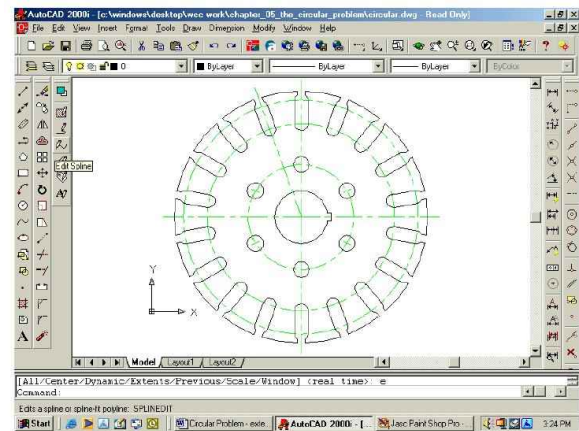 AutoCAD 2000i - [c:\windows\desktop\wec work\chapter_05_the_circular_problem\circular.dwg - Read Only]
File Edit View Insert Format Tools Draw Dimension Modify Window Help
0 ByLayer ByLayer ByLayer ByColor
Edit Spline
A
Y
X
Model Layout1 Layout2
[All/Center/Dynamic/Extents/Previous/Scale/Window] <real time>: e
Command:
Edits a spline or spline-fit polyline: SPLINEDIT
Start Circular Problem - exte... AutoCAD 2000i - [... Jasc Paint Shop Pro 3:24 PM